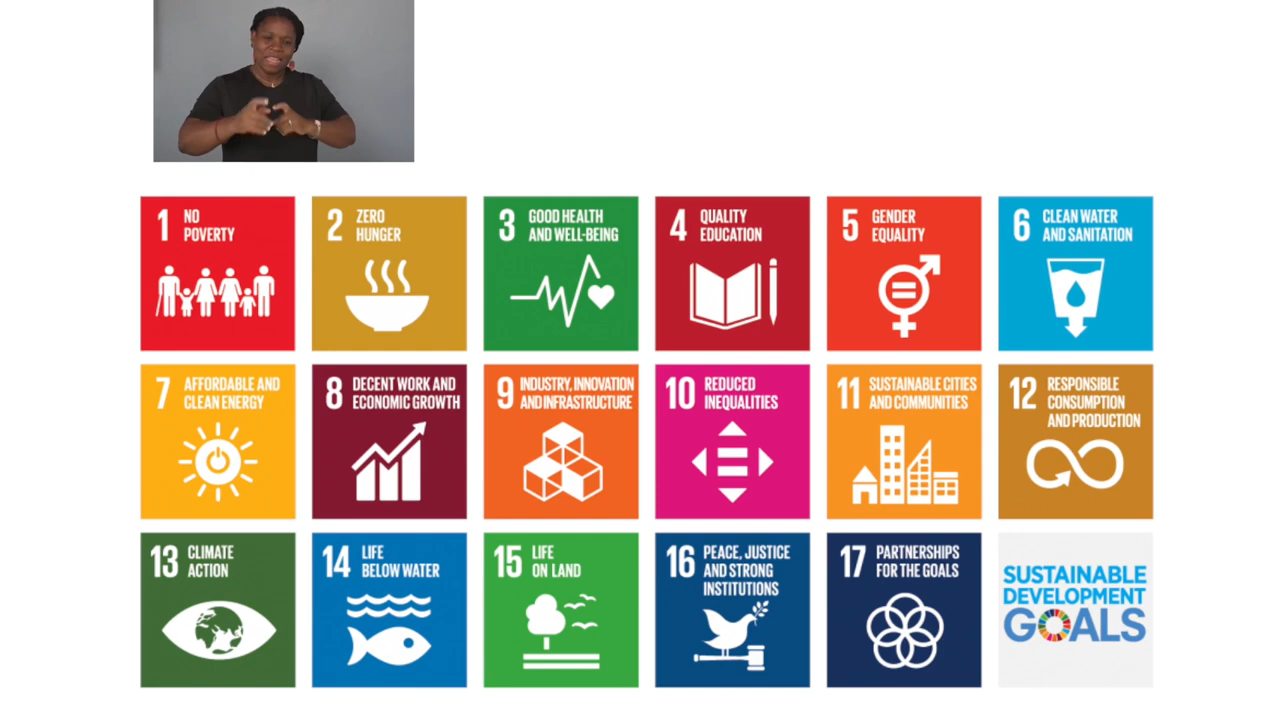 1 NO
POVERTY
2 ZERO
HUNGER
3 GOOD HEALTH
AND WELL-BEING
4 QUALITY
EDUCATION
5 GENDER
EQUALITY
6 CLEAN WATER
AND SANITATION
7 AFFORDABLE AND
CLEAN ENERGY
8 DECENT WORK AND
ECONOMIC GROWTH
9 INDUSTRY, INNOVATION
AND INFRASTRUCTURE
10 REDUCED
INEQUALITIES
11 SUSTAINABLE CITIES
AND COMMUNITIES
12 RESPONSIBLE
CONSUMPTION
AND PRODUCTION
13 CLIMATE
ACTION
14 LIFE
BELOW WATER
15 LIFE
ON LAND
16 PEACE, JUSTICE
AND STRONG
INSTITUTIONS
17 PARTNERSHIPS
FOR THE GOALS
SUSTAINABLE
DEVELOPMENT
GOALS